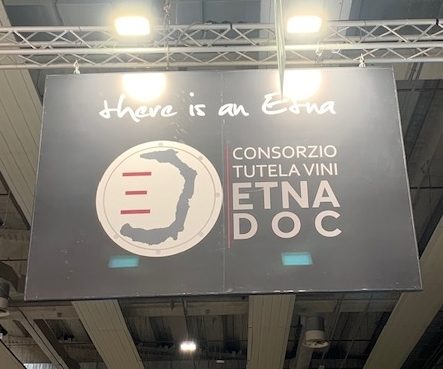 there is an Etna
CONSORZIO
TUTELA VINI
ETNA
DOC